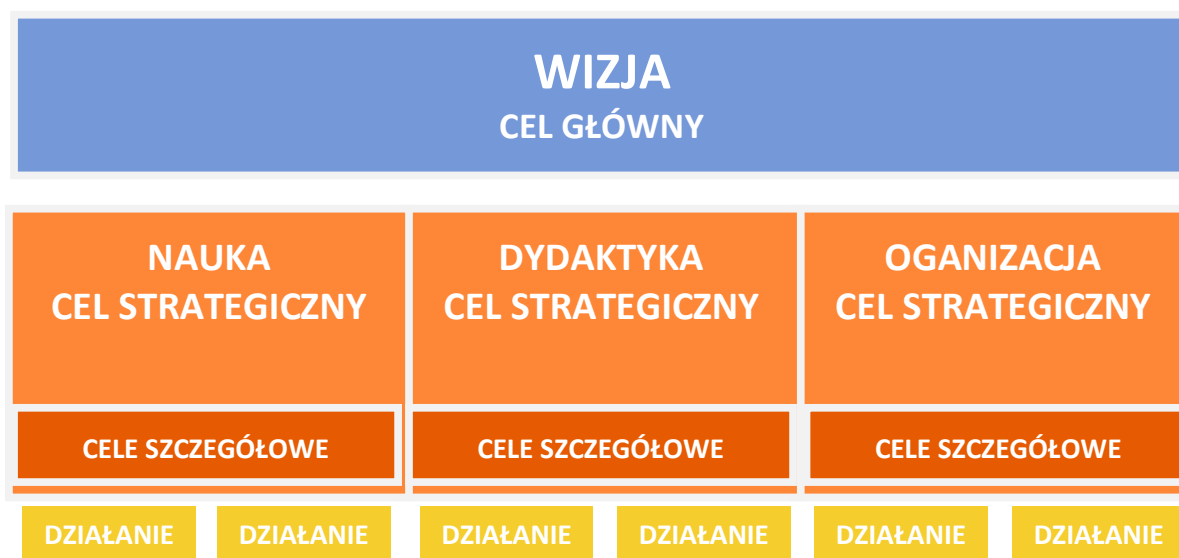 WIZJA
CEL GŁÓWNY
NAUKA
CEL STRATEGICZNY
DYDAKTYKA
CEL STRATEGICZNY
OGANIZACJA
CEL STRATEGICZNY
CELE SZCZEGÓŁOWE
CELE SZCZEGÓŁOWE
CELE SZCZEGÓŁOWE
DZIAŁANIE
DZIAŁANIE
DZIAŁANIE
DZIAŁANIE
DZIAŁANIE
DZIAŁANIE